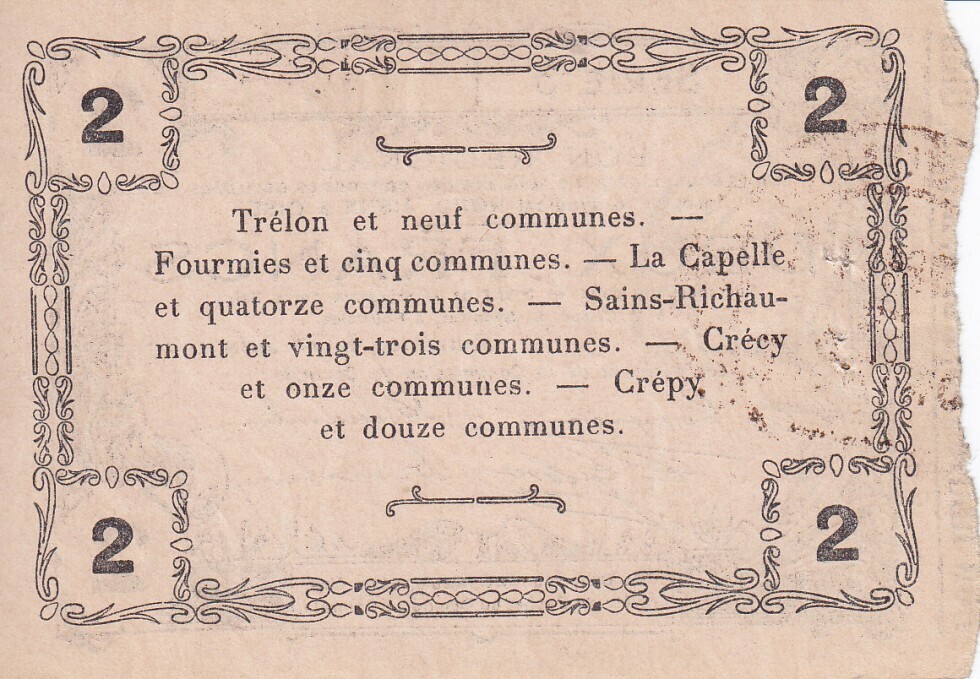 2 2
Trélon et neuf communes. —
Fourmies et cinq communes. — La Capelle
et quatorze communes. — Sains-Richau-
mont et vingt-trois communes. — Crécy
et onze communes. — Crépy
et douze communes.
2 2